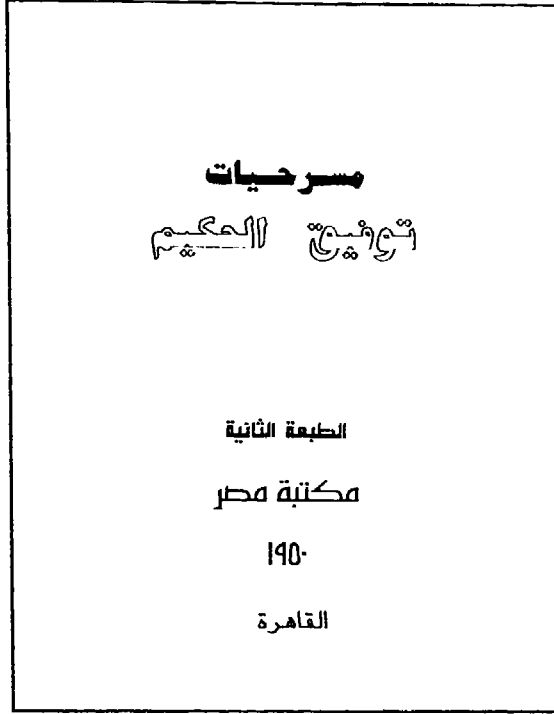 مسرحيات
توفيق الحكيم
الطبعة الثانية
مكتبة مصر
١٩٥٠
القاهرة